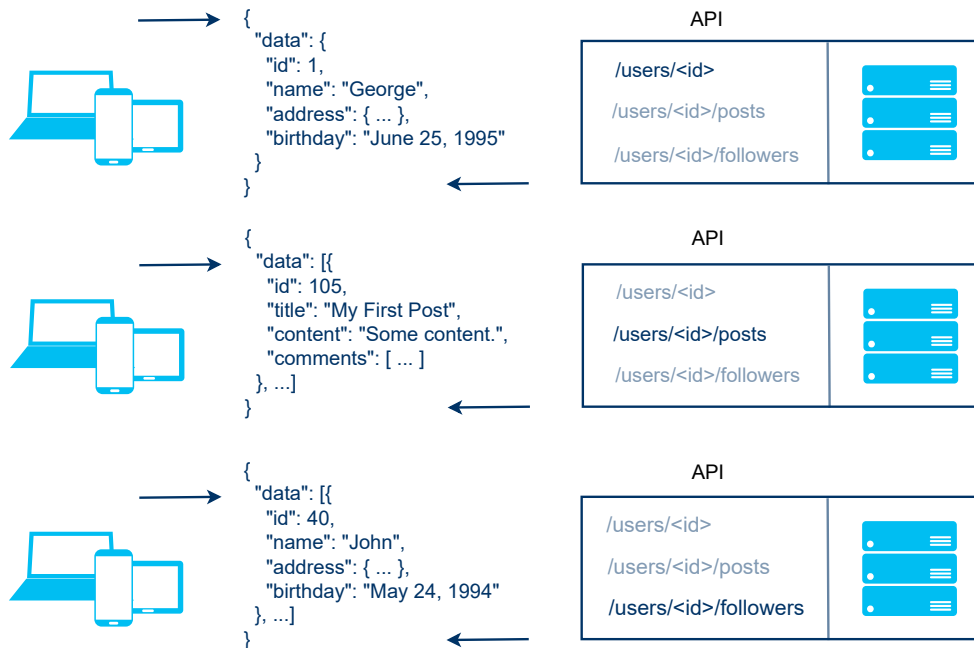 {
"data": {
"id": 1,
"name": "George",
"address": { ... },
"birthday": "June 25, 1995"
}
}
API
/users/<id>
/users/<id>/posts
/users/<id>/followers
{
"data": [{
"id": 105,
"title": "My First Post",
"content": "Some content.",
"comments": [ ... ]
}, ...]
}
API
/users/<id>
/users/<id>/posts
/users/<id>/followers
{
"data": [{
"id": 40,
"name": "John",
"address": { ... },
"birthday": "May 24, 1994"
}, ...]
}
API
/users/<id>
/users/<id>/posts
/users/<id>/followers